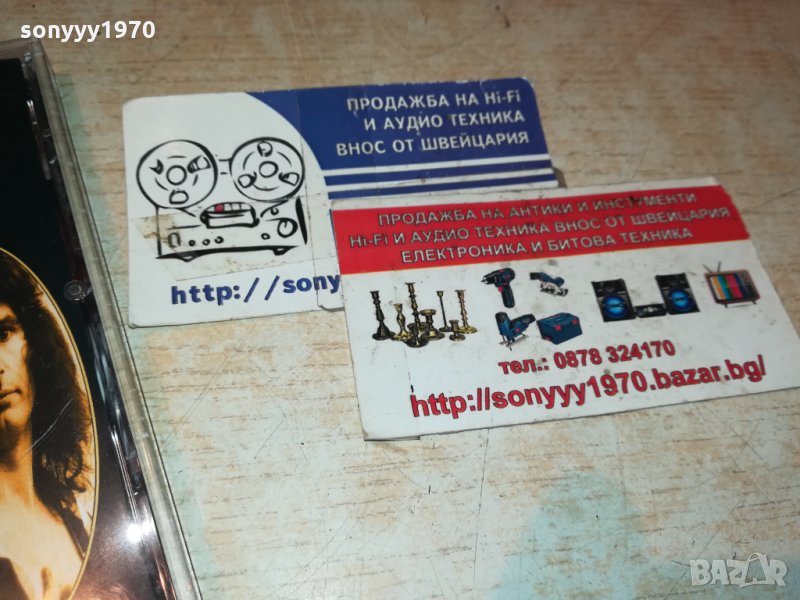 sonyyy1970
ПРОДАЖБА НА Hi-Fi
И АУДИО ТЕХНИКА
ВНОС ОТ ШВЕЙЦАРИЯ
http://sony
ПРОДАЖБА НА АНТИКИ И ИНСТРУМЕНТИ
Hi-Fi И АУДИО ТЕХНИКА ВНОС ОТ ШВЕЙЦАРИЯ
ЕЛЕКТРОНИКА И БИТОВА ТЕХНИКА
тел.: 0878 324170
http://sonyyy1970.bazar.bg/
BAZAR